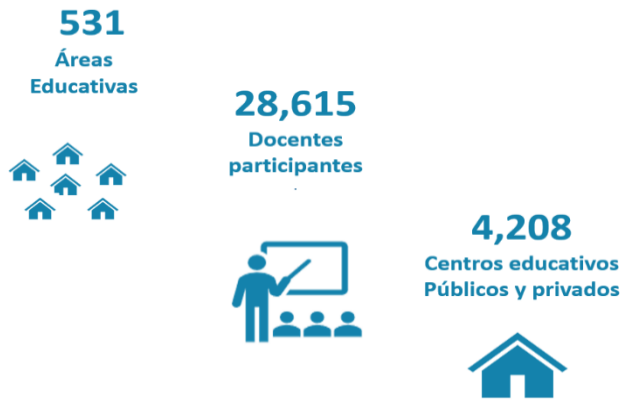 531
Áreas
Educativas
28,615
Docentes
participantes
.
4,208
Centros educativos
Públicos y privados